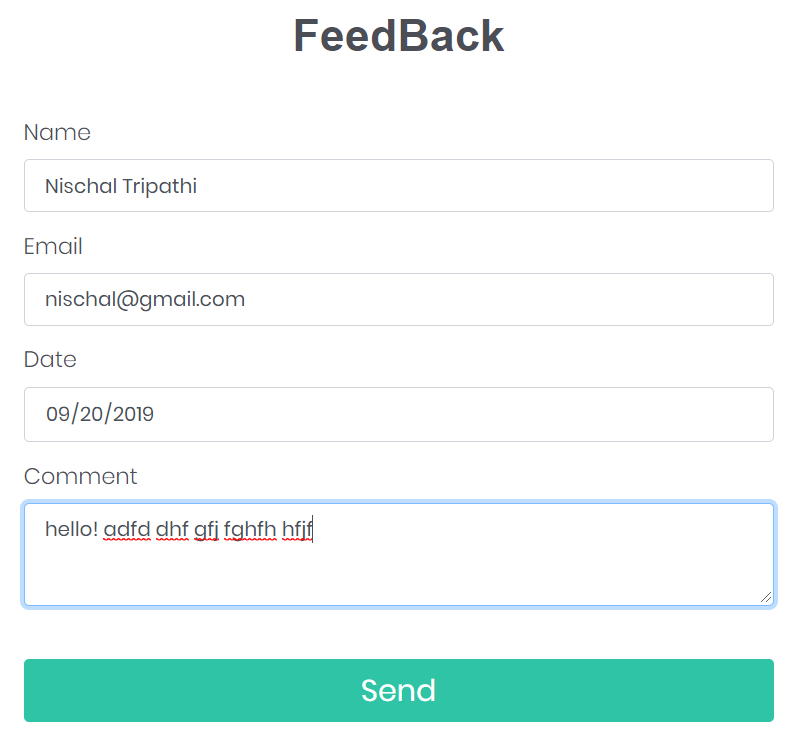 FeedBack
Name
Nischal Tripathi
Email
nischal@gmail.com
Date
09/20/2019
Comment
hello! adfd dhf gfj fghfh hfjf
Send